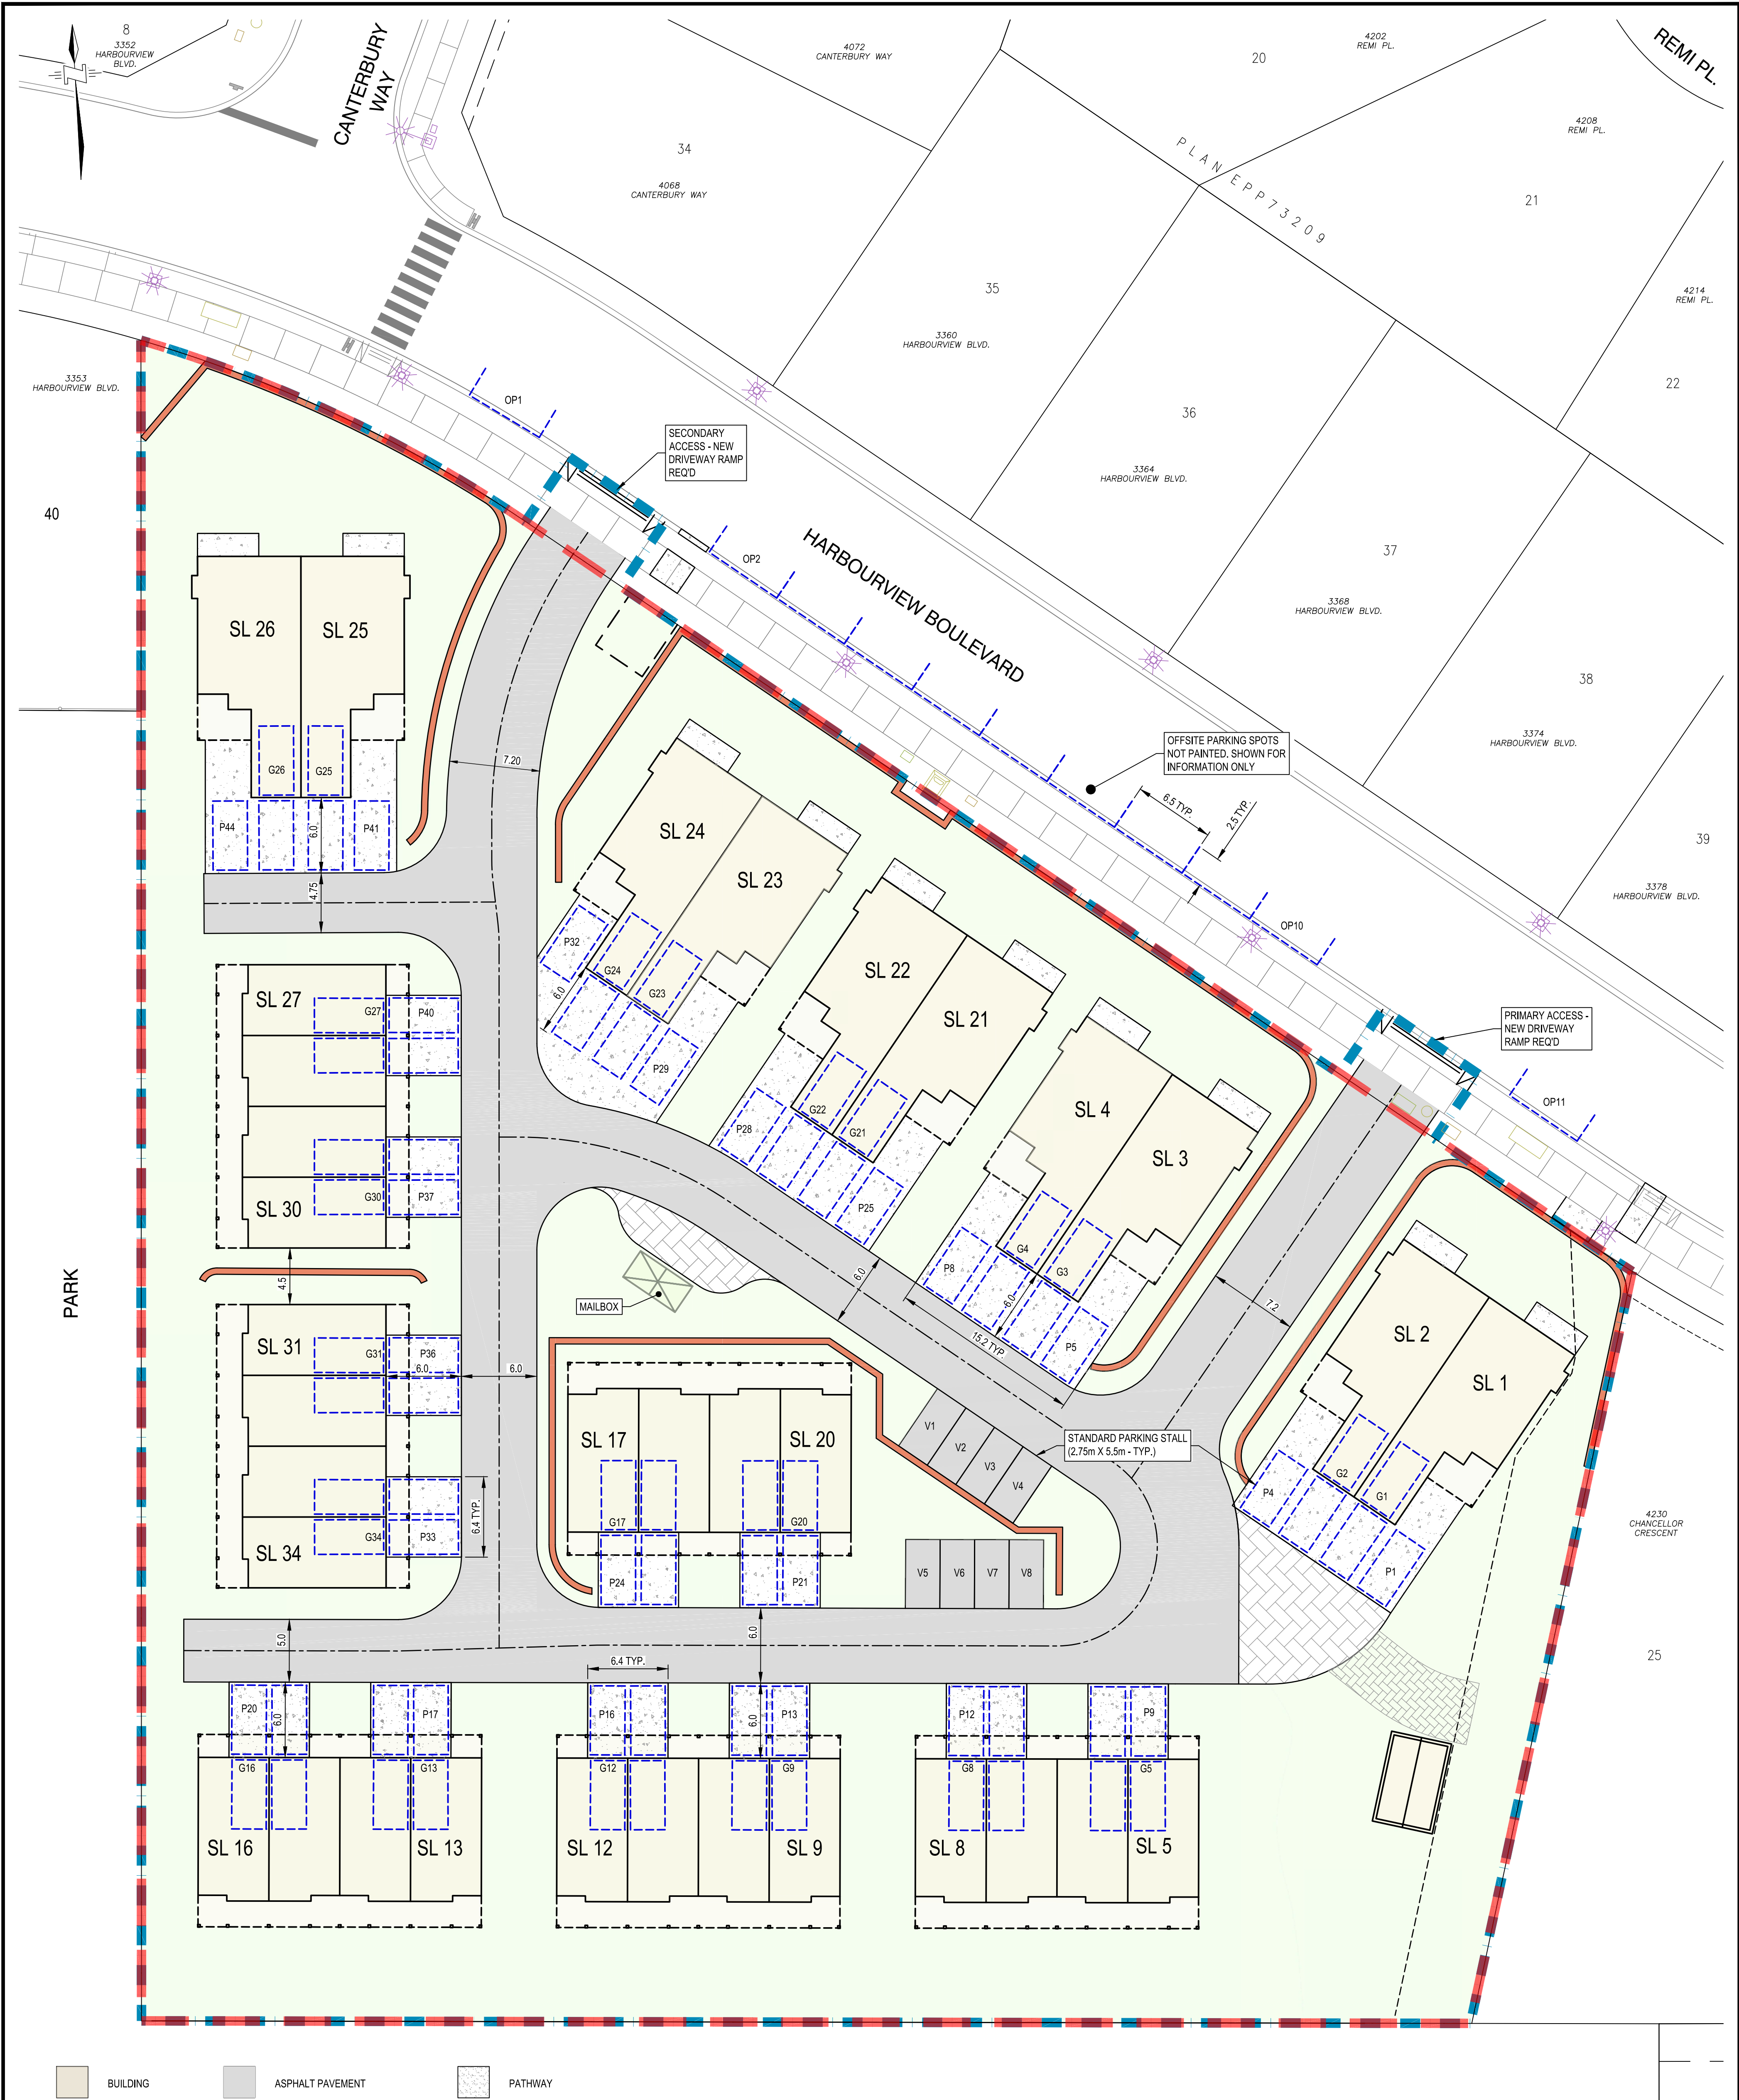 8
3352
HARBOURVIEW
BLVD.
CANTERBURY
WAY
4072
CANTERBURY WAY
20
4202
REMI PL.
REMI PL.
4208
REMI PL.
34
4068
CANTERBURY WAY
PLAN EPP73209
21
35
3360
HARBOURVIEW BLVD.
4214
REMI PL.
22
3353
HARBOURVIEW BLVD.
OP1
SECONDARY
ACCESS - NEW
DRIVEWAY RAMP
REQ'D
36
3364
HARBOURVIEW BLVD.
40
OP2
HARBOURVIEW BOULEVARD
37
3368
HARBOURVIEW BLVD.
SL 26
SL 25
38
3374
HARBOURVIEW BLVD.
OFFSITE PARKING SPOTS
NOT PAINTED. SHOWN FOR
INFORMATION ONLY
7.20
G26
G25
6.5 TYP.
2.5 TYP.
P44
6.0
P41
SL 24
SL 23
39
3378
HARBOURVIEW BLVD.
4.75
P32
G24
G23
6.0
P29
SL 22
SL 21
OP10
SL 27
G27
P40
PRIMARY ACCESS -
NEW DRIVEWAY
RAMP REQ'D
G22
G21
P28
P25
SL 4
SL 3
OP11
SL 30
G30
P37
G4
G3
P8
6.0
P5
15.2 TYP.
6.0
7.2
PARK
4.5
MAILBOX
SL 31
G31
P36
6.0
6.0
SL 2
SL 1
SL 17
SL 20
V1
V2
V3
V4
STANDARD PARKING STALL
(2.75m X 5.5m - TYP.)
G2
G1
P4
P1
6.4 TYP.
G17
G20
SL 34
G34
P33
P24
P21
V5
V6
V7
V8
4230
CHANCELLOR
CRESCENT
5.0
6.0
6.4 TYP.
25
P20
6.0
P17
P16
6.0
P13
P12
P9
G16
G13
G12
G9
G8
G5
SL 16
SL 13
SL 12
SL 9
SL 8
SL 5
BUILDING
ASPHALT PAVEMENT
PATHWAY